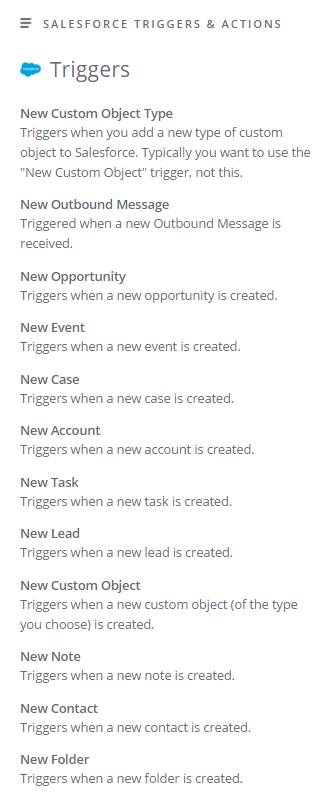 SALESFORCE TRIGGERS & ACTIONS
Triggers
New Custom Object Type
Triggers when you add a new type of custom
object to Salesforce. Typically you want to use the
"New Custom Object" trigger, not this.
New Outbound Message
Triggered when a new Outbound Message is
received.
New Opportunity
Triggers when a new opportunity is created.
New Event
Triggers when a new event is created.
New Case
Triggers when a new case is created.
New Account
Triggers when a new account is created.
New Task
Triggers when a new task is created.
New Lead
Triggers when a new lead is created.
New Custom Object
Triggers when a new custom object (of the type
you choose) is created.
New Note
Triggers when a new note is created.
New Contact
Triggers when a new contact is created.
New Folder
Triggers when a new folder is created.